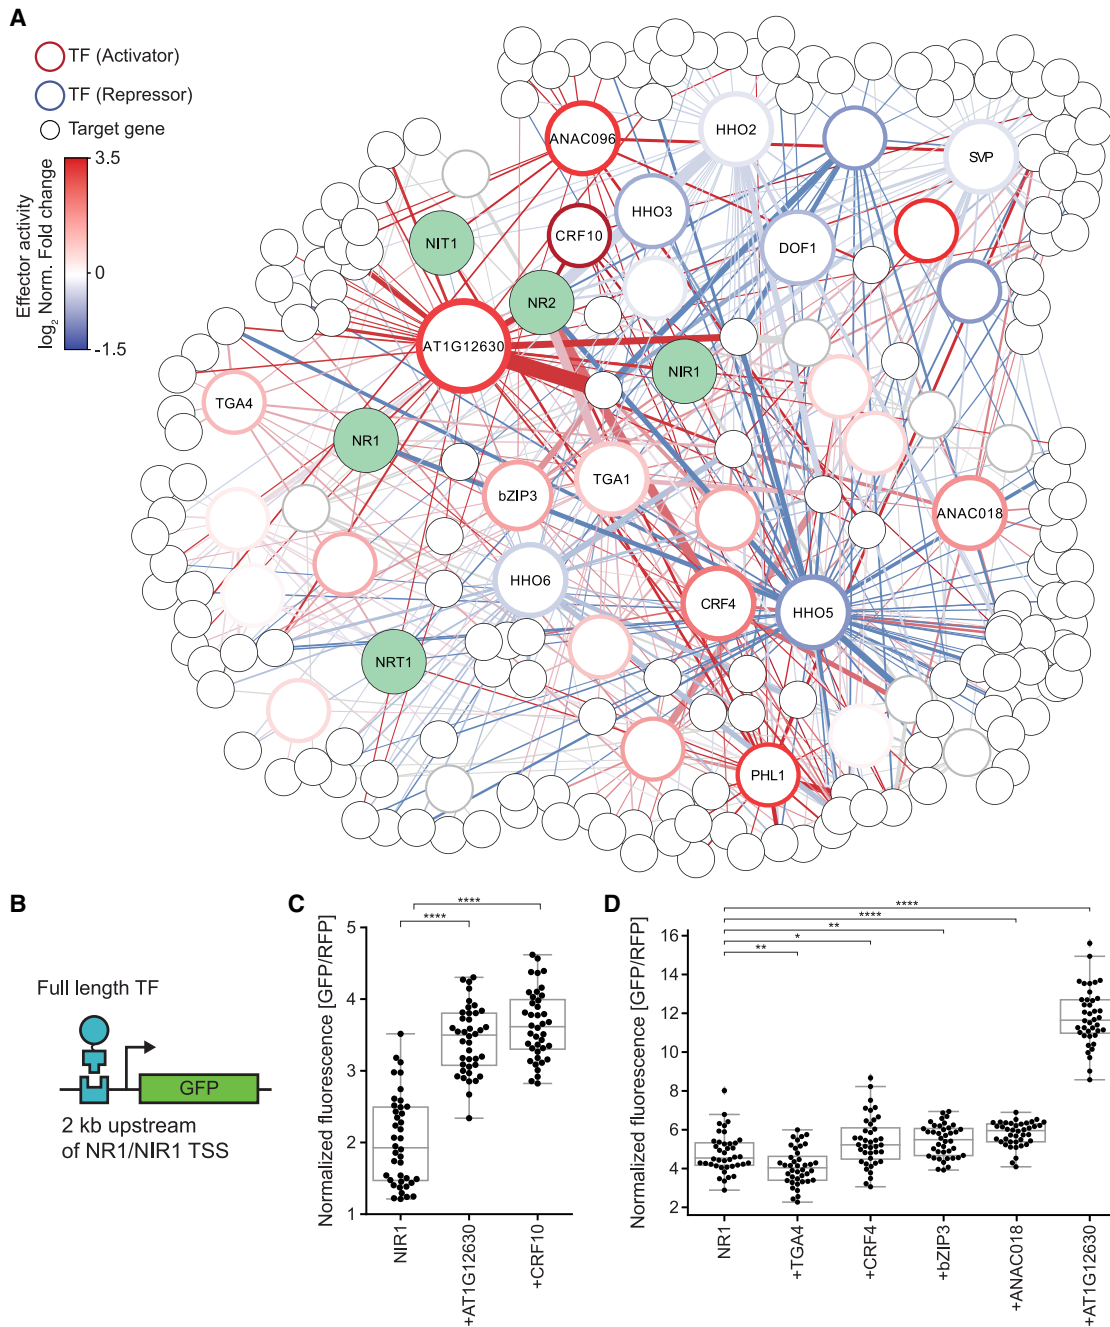 A
TF (Activator)
TF (Repressor)
Target gene
3.5
0
-1.5
Effector activity
log2 Norm. Fold change
ANAC096
HHO2
SVP
HHO3
CRF10
DOF1
NIT1
NR2
AT1G12630
NIR1
TGA4
NR1
TGA1
bZIP3
ANAC018
HHO6
CRF4
HHO5
NRT1
PHL1
B
Full length TF
GFP
2 kb upstream
of NR1/NIR1 TSS
C
Normalized fluorescence [GFP/RFP]
5
4
3
2
1
****
****
NIR1
+AT1G12630
+CRF10
D
Normalized fluorescence [GFP/RFP]
16
14
12
10
8
6
4
2
****
****
**
*
**
NR1
+TGA4
+CRF4
+bZIP3
+ANAC018
+AT1G12630